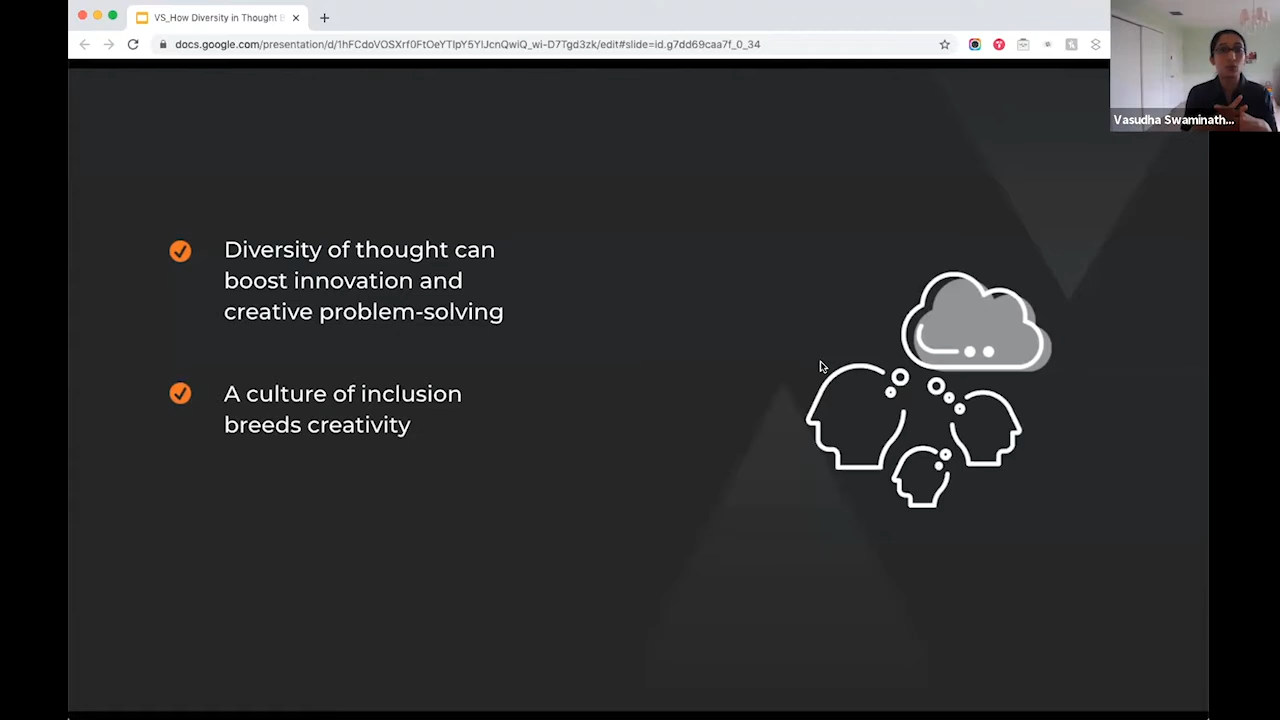 VS_How Diversity in Thought
docs.google.com/presentation/d/1hFCdoVOSXrf0FtOeYTlpY5YlJcnQwiQ_wi-D7Tgd3zk/edit#slide=id.g7dd69caa7f_0_34
Vasudha Swaminath...
Diversity of thought can
boost innovation and
creative problem-solving
A culture of inclusion
breeds creativity